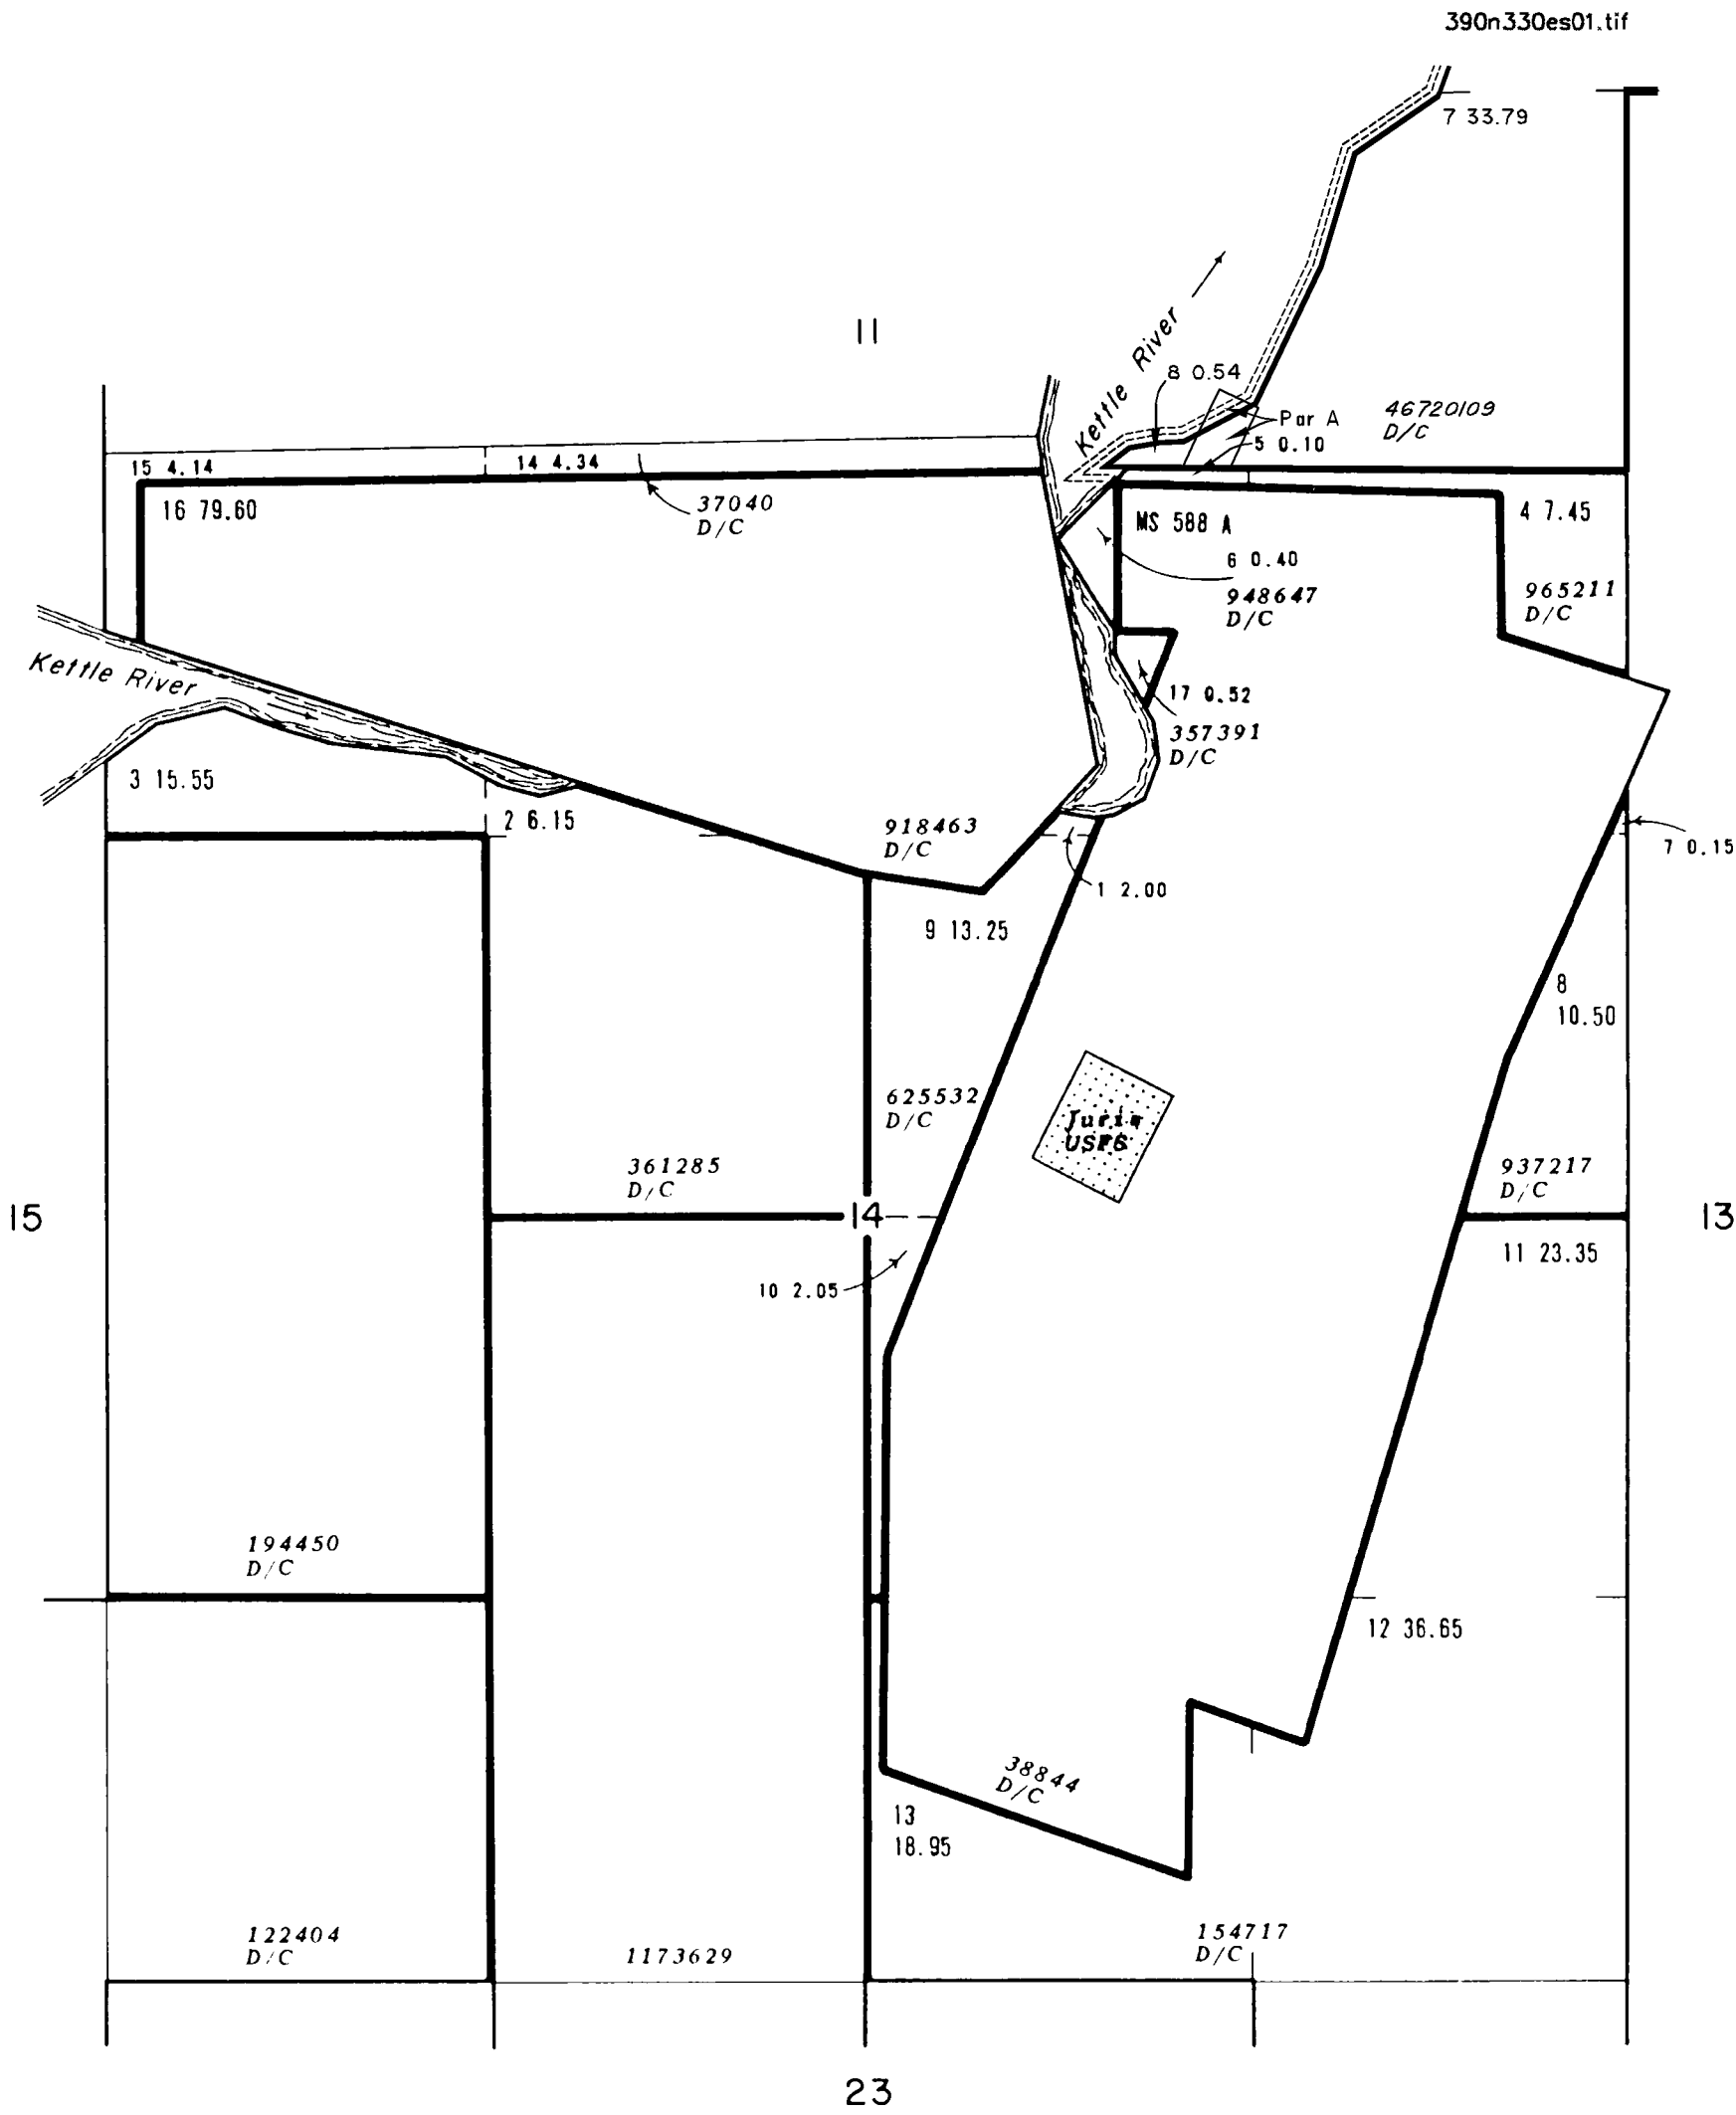 390n330es01.tif
7 33.79
Kettle River
11
8 0.54
Par A
46720109
D/C
5 0.10
15 4.14
14 4.34
16 79.60
37040
D/C
MS 588 A
4 7.45
6 0.40
948647
D/C
965211
D/C
Kettle River
17 0.52
357391
D/C
3 15.55
2 6.15
918463
D/C
7 0.15
1 2.00
9 13.25
8
10.50
625532
D/C
Juris
USFS
361285
D/C
937217
D/C
15
14
13
11 23.35
10 2.05
194450
D/C
12 36.65
38844
D/C
13
18.95
122404
D/C
1173629
154717
D/C
23